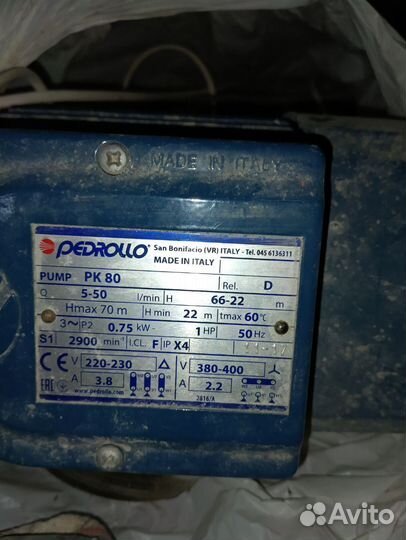 MADE IN ITALY
PEDROLLO San Bonifacio (VR) ITALY - Tel. 045 6136311
MADE IN ITALY
PUMP PK 80 Rel. D
Q 5-50 l/min H 66-22 m
Hmax 70 m H min 22 m tmax 60℃
3~ P2 0.75 kW 1 HP 50 Hz
S1 2900 min⁻¹ I.CL. F IP X4
CE V 220-230 △ V 380-400
EAC A 3.8 A 2.2
www.pedrollo.com 2816/A
Avito